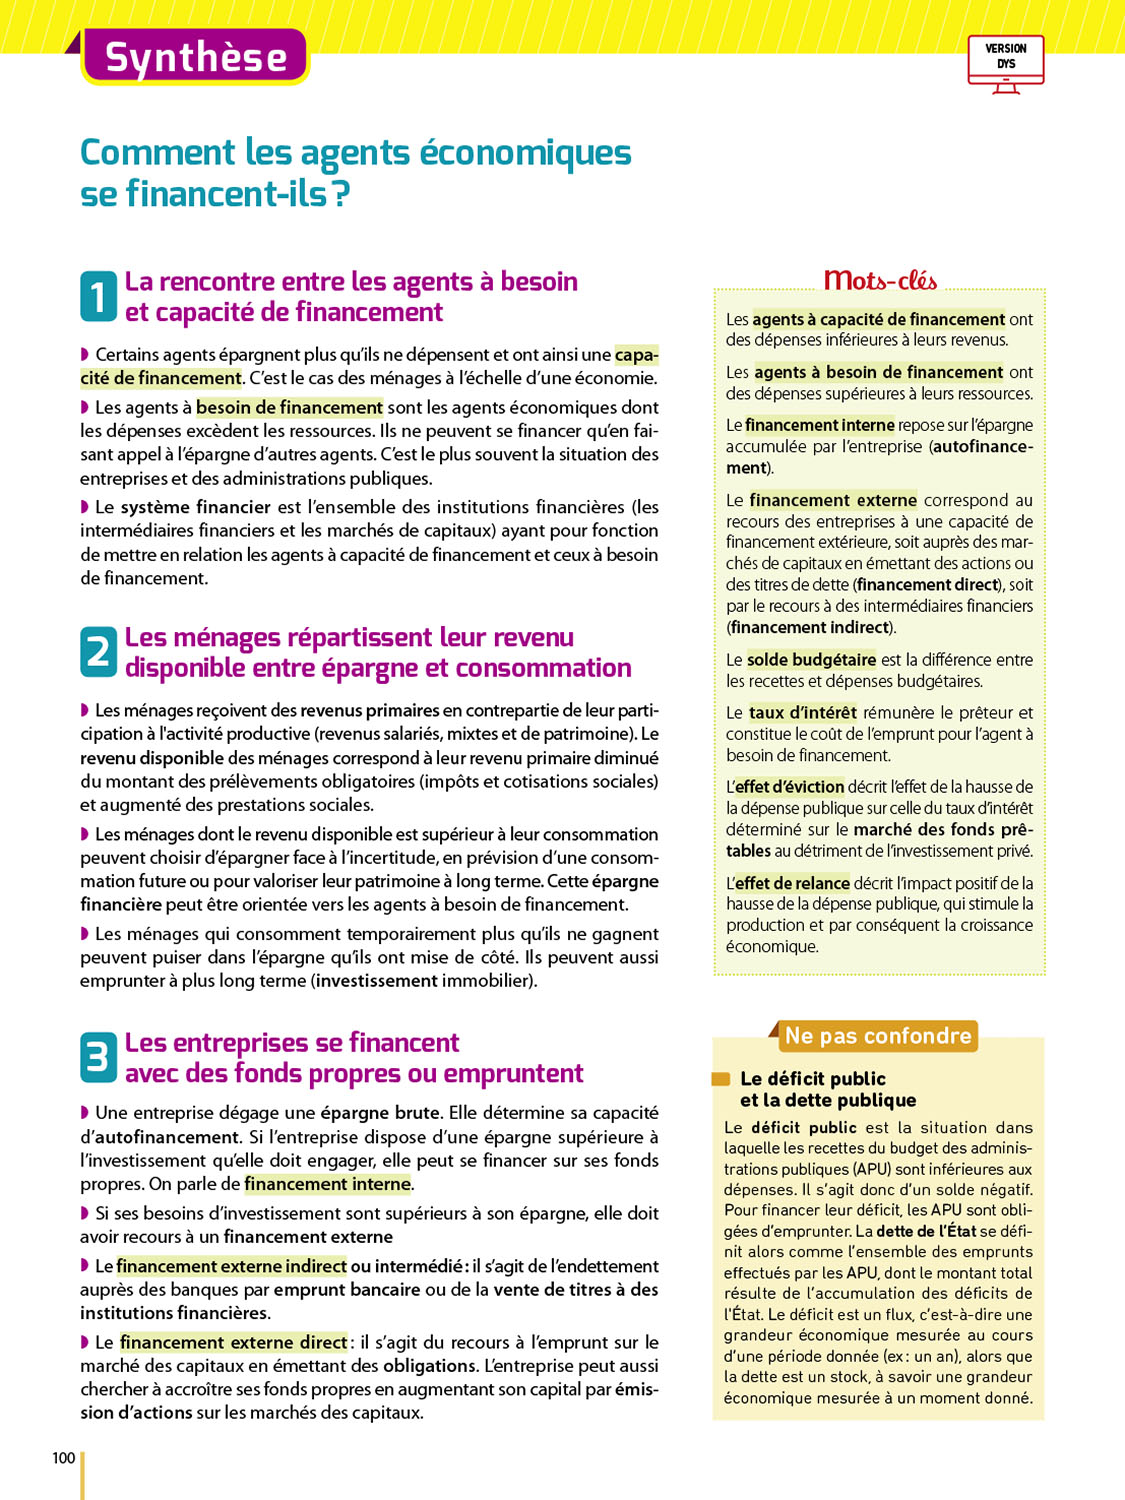 Synthèse
VERSION
DYS
Comment les agents économiques
se financent-ils ?
1
La rencontre entre les agents à besoin
et capacité de financement
Certains agents épargnent plus qu’ils ne dépensent et ont ainsi une capa-
cité de financement. C’est le cas des ménages à l’échelle d’une économie.
Les agents à besoin de financement sont les agents économiques dont
les dépenses excèdent les ressources. Ils ne peuvent se financer qu’en fai-
sant appel à l’épargne d’autres agents. C’est le plus souvent la situation des
entreprises et des administrations publiques.
Le système financier est l’ensemble des institutions financières (les
intermédiaires financiers et les marchés de capitaux) ayant pour fonction
de mettre en relation les agents à capacité de financement et ceux à besoin
de financement.
2
Les ménages répartissent leur revenu
disponible entre épargne et consommation
Les ménages reçoivent des revenus primaires en contrepartie de leur parti-
cipation à l'activité productive (revenus salariés, mixtes et de patrimoine). Le
revenu disponible des ménages correspond à leur revenu primaire diminué
du montant des prélèvements obligatoires (impôts et cotisations sociales)
et augmenté des prestations sociales.
Les ménages dont le revenu disponible est supérieur à leur consommation
peuvent choisir d’épargner face à l’incertitude, en prévision d’une consom-
mation future ou pour valoriser leur patrimoine à long terme. Cette épargne
financière peut être orientée vers les agents à besoin de financement.
Les ménages qui consomment temporairement plus qu’ils ne gagnent
peuvent puiser dans l’épargne qu’ils ont mise de côté. Ils peuvent aussi
emprunter à plus long terme (investissement immobilier).
3
Les entreprises se financent
avec des fonds propres ou empruntent
Une entreprise dégage une épargne brute. Elle détermine sa capacité
d’autofinancement. Si l’entreprise dispose d’une épargne supérieure à
l’investissement qu’elle doit engager, elle peut se financer sur ses fonds
propres. On parle de financement interne.
Si ses besoins d’investissement sont supérieurs à son épargne, elle doit
avoir recours à un financement externe
Le financement externe indirect ou intermédié : il s’agit de l’endettement
auprès des banques par emprunt bancaire ou de la vente de titres à des
institutions financières.
Le financement externe direct : il s’agit du recours à l’emprunt sur le
marché des capitaux en émettant des obligations. L’entreprise peut aussi
chercher à accroître ses fonds propres en augmentant son capital par émis-
sion d’actions sur les marchés des capitaux.
Mots-clés
Les agents à capacité de financement ont
des dépenses inférieures à leurs revenus.
Les agents à besoin de financement ont
des dépenses supérieures à leurs ressources.
Le financement interne repose sur l’épargne
accumulée par l’entreprise (autofinance-
ment).
Le financement externe correspond au
recours des entreprises à une capacité de
financement extérieure, soit auprès des mar-
chés de capitaux en émettant des actions ou
des titres de dette (financement direct), soit
par le recours à des intermédiaires financiers
(financement indirect).
Le solde budgétaire est la différence entre
les recettes et dépenses budgétaires.
Le taux d’intérêt rémunère le prêteur et
constitue le coût de l’emprunt pour l’agent à
besoin de financement.
L’effet d’éviction décrit l’effet de la hausse de
la dépense publique sur celle du taux d’intérêt
déterminé sur le marché des fonds prê-
tables au détriment de l’investissement privé.
L’effet de relance décrit l’impact positif de la
hausse de la dépense publique, qui stimule la
production et par conséquent la croissance
économique.
Ne pas confondre
Le déficit public
et la dette publique
Le déficit public est la situation dans
laquelle les recettes du budget des adminis-
trations publiques (APU) sont inférieures aux
dépenses. Il s’agit donc d’un solde négatif.
Pour financer leur déficit, les APU sont obli-
gées d’emprunter. La dette de l’État se défi-
nit alors comme l’ensemble des emprunts
effectués par les APU, dont le montant total
résulte de l’accumulation des déficits de
l'État. Le déficit est un flux, c’est-à-dire une
grandeur économique mesurée au cours
d’une période donnée (ex : un an), alors que
la dette est un stock, à savoir une grandeur
économique mesurée à un moment donné.
100